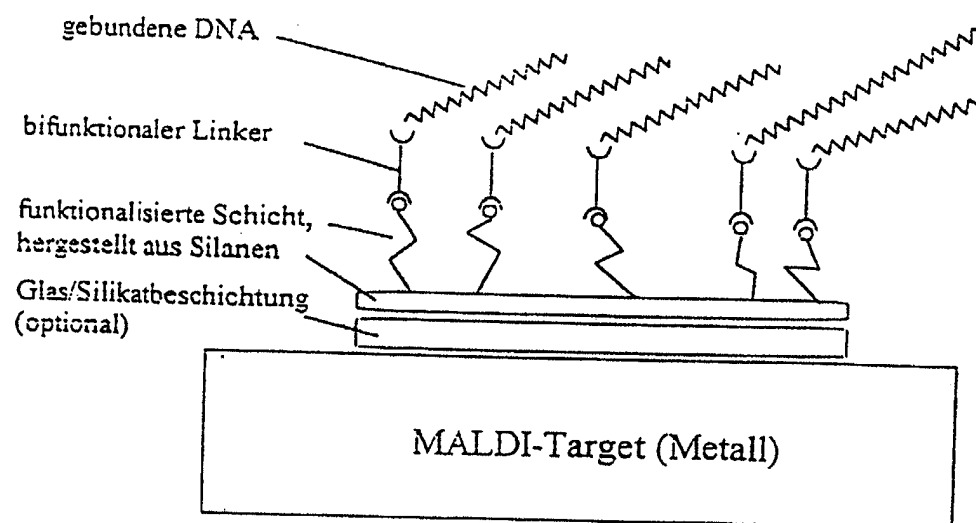 gebundene DNA
bifunktionaler Linker
funktionalisierte Schicht,
hergestellt aus Silanen
Glas/Silikatbeschichtung
(optional)
MALDI-Target (Metall)